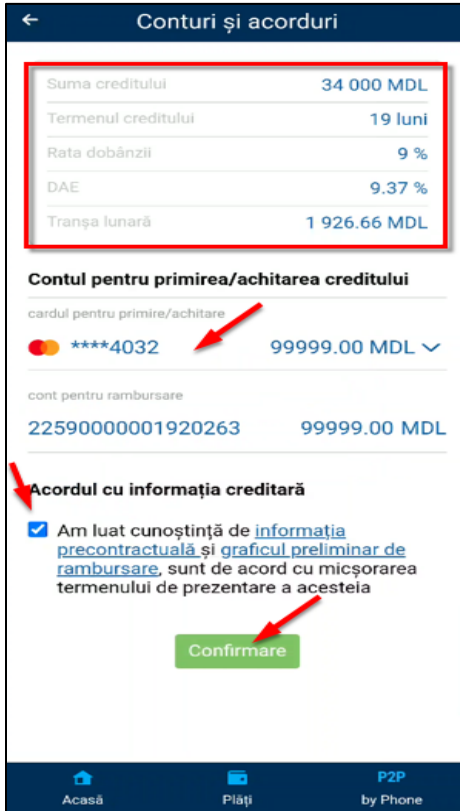 Conturi și acorduri
Suma creditului 34 000 MDL
Termenul creditului 19 luni
Rata dobânzii 9 %
DAE 9.37 %
Tranșa lunară 1 926.66 MDL
Contul pentru primirea/achitarea creditului
cardul pentru primire/achitare
****4032 99999.00 MDL
cont pentru rambursare
22590000001920263 99999.00 MDL
Acordul cu informația creditară
Am luat cunoștință de informația
precontractuală și graficul preliminar de
rambursare, sunt de acord cu micșorarea
termenului de prezentare a acesteia
Confirmare
Acasă Plăți P2P
by Phone